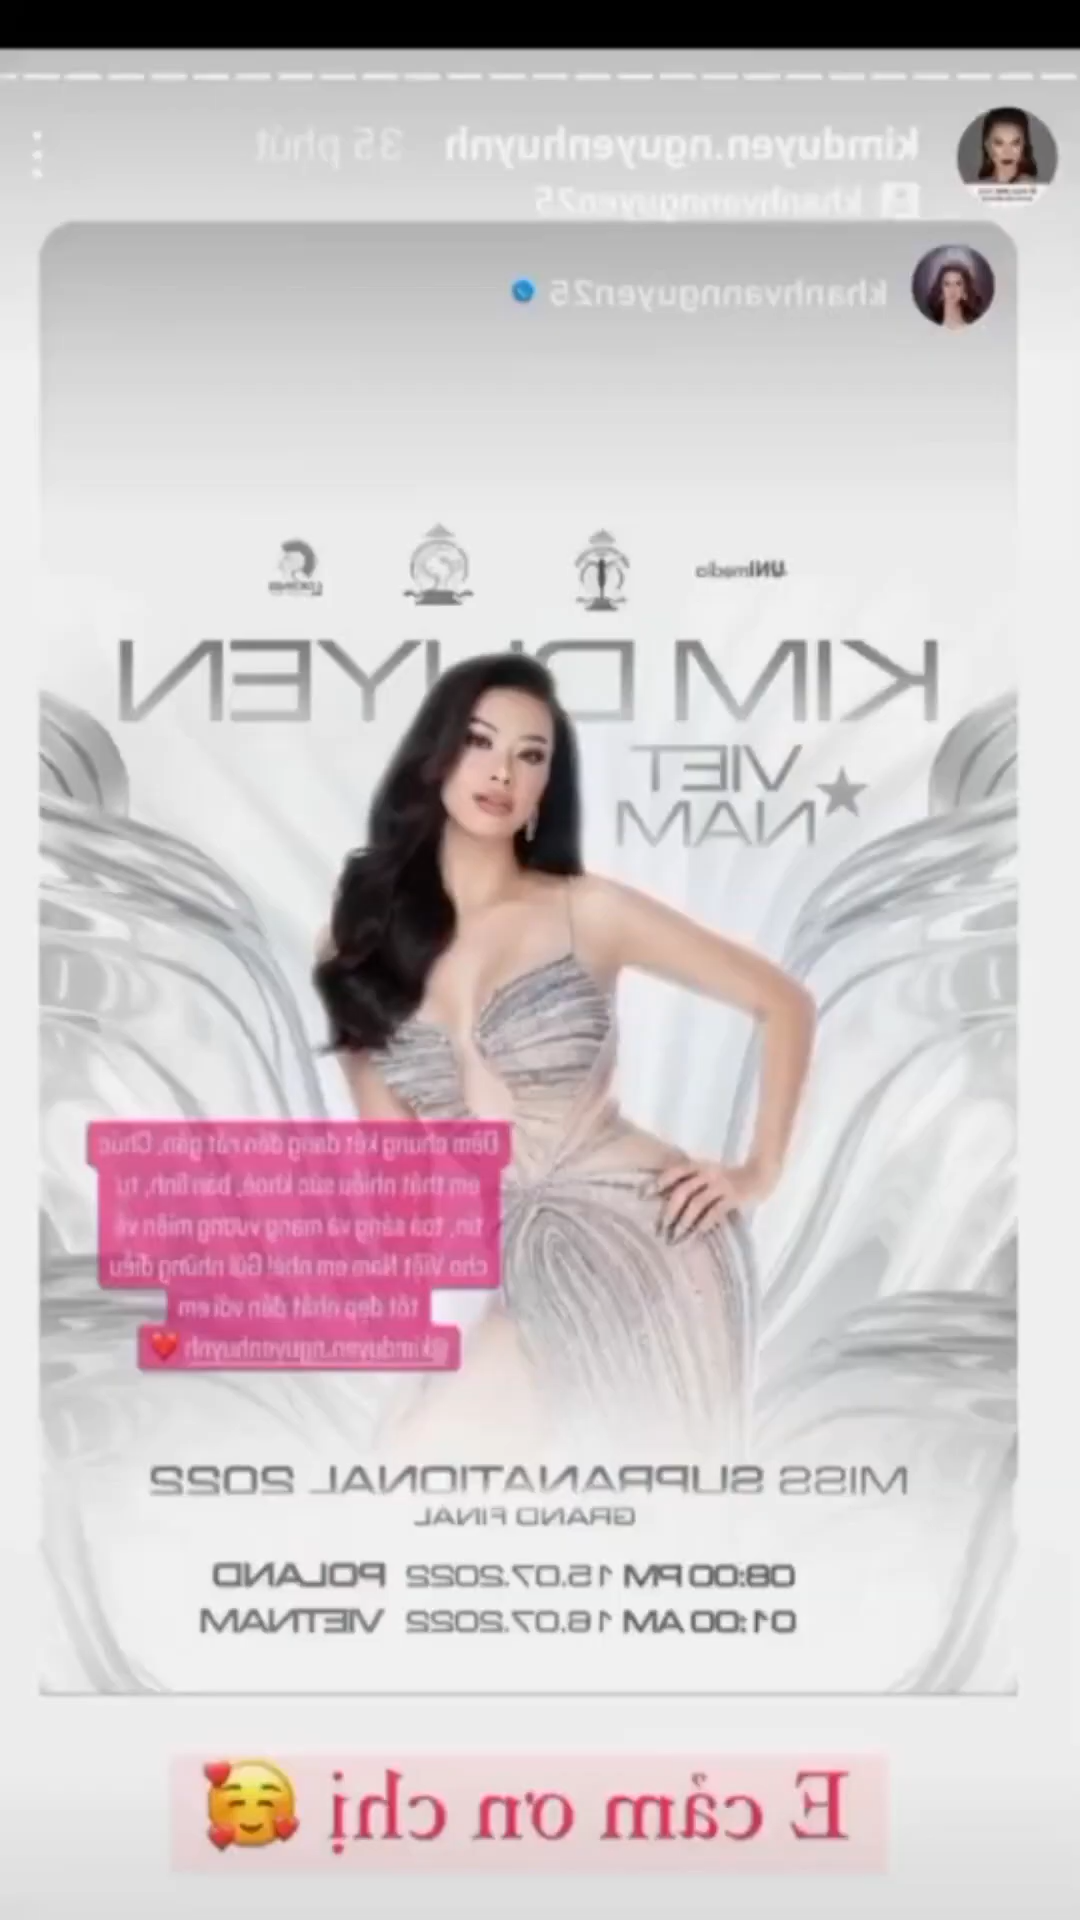 kimduyen.nguyenhuynh 35 phút
khanhvannguyen25
khanhvannguyen25
UNImedia
KIM DUYEN
VIET
NAM
Đêm chung kết đang đến rất gần, Chúc
em thật nhiều sức khoẻ, bản lĩnh, tự
tin, toả sáng và mang vương miện về
cho Việt Nam em nhé! Gửi những điều
tốt đẹp nhất đến với em
@kimduyen.nguyenhuynh ❤️
MISS SUPRANATIONAL 2022
GRAND FINAL
08:00 PM 15.07.2022 POLAND
01:00 AM 16.07.2022 VIETNAM
E cảm ơn chị 🥰